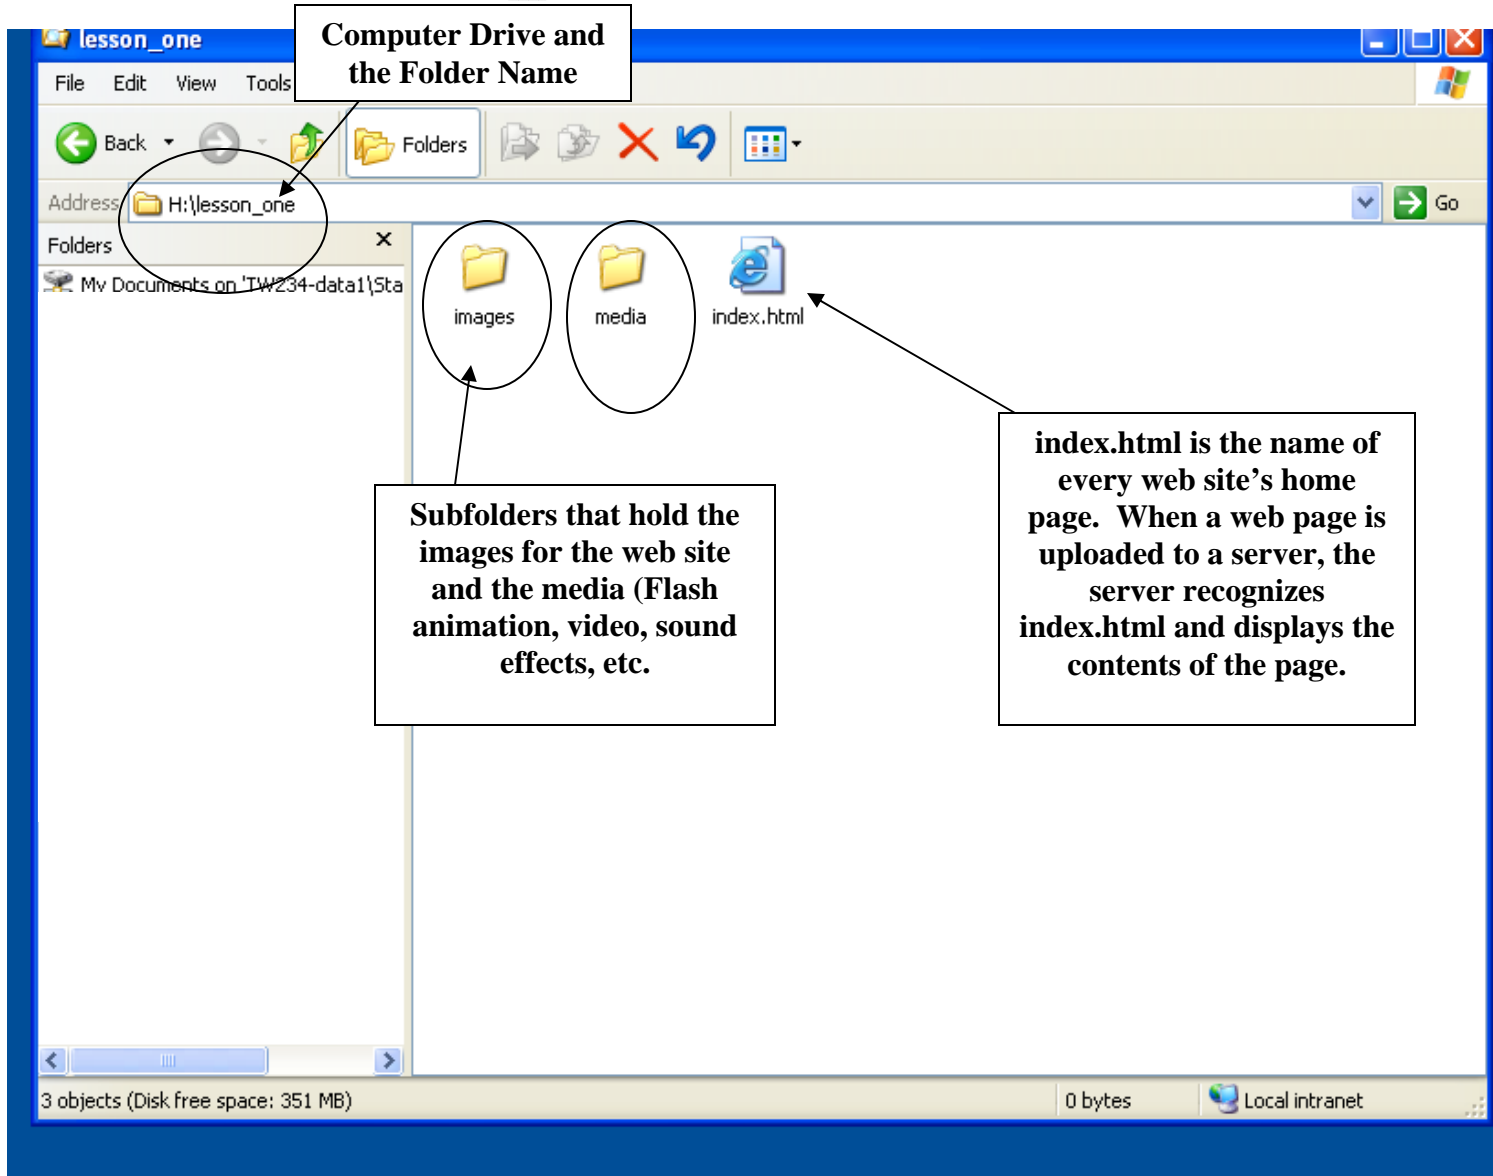 Computer Drive and
the Folder Name
lesson_one
File Edit View Tools
Back Folders
Address H:\lesson_one Go
Folders
My Documents on 'TW234-data1\Sta
images media index.html
index.html is the name of
every web site’s home
page.  When a web page is
uploaded to a server, the
server recognizes
index.html and displays the
contents of the page.
Subfolders that hold the
images for the web site
and the media (Flash
animation, video, sound
effects, etc.
3 objects (Disk free space: 351 MB) 0 bytes Local intranet